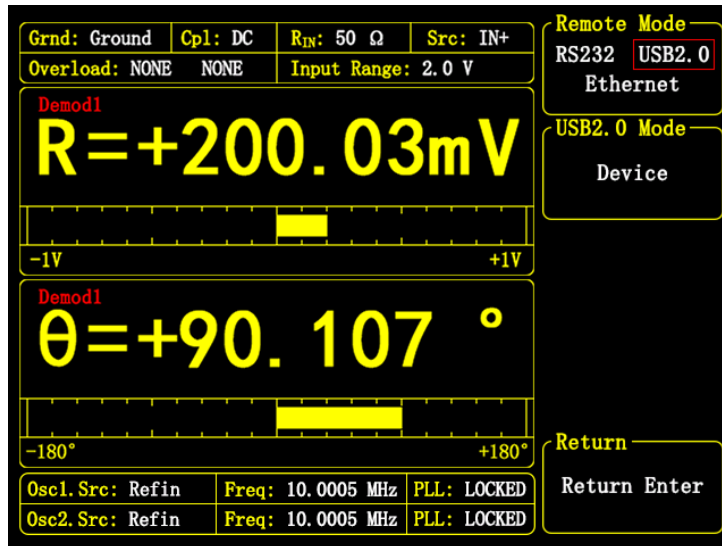 Grnd: Ground Cpl: DC R_IN: 50 Ω Src: IN+
Overload: NONE NONE Input Range: 2.0 V
Demod1
R=+200.03mV
-1V +1V
Demod1
θ=+90.107 °
-180° +180°
Osc1.Src: Refin Freq: 10.0005 MHz PLL: LOCKED
Osc2.Src: Refin Freq: 10.0005 MHz PLL: LOCKED
Remote Mode
RS232 USB2.0
Ethernet
USB2.0 Mode
Device
Return
Return Enter